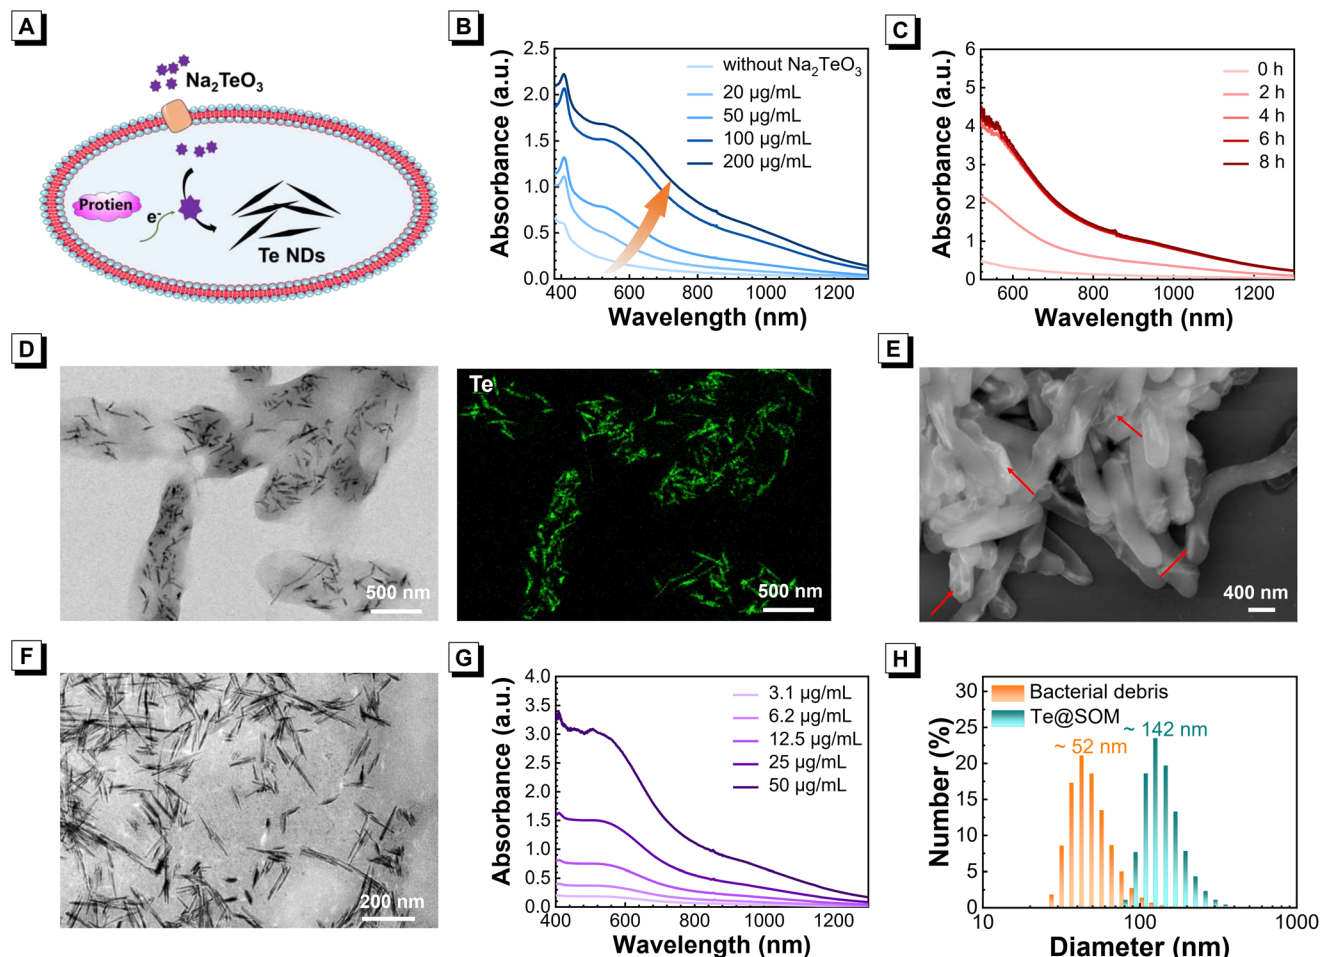 A
Na₂TeO₃
Protien
e⁻
Te NDs
B
Absorbance (a.u.)
2.5
2.0
1.5
1.0
0.5
0.0
without Na₂TeO₃
20 µg/mL
50 µg/mL
100 µg/mL
200 µg/mL
400 600 800 1000 1200
Wavelength (nm)
C
Absorbance (a.u.)
6
5
4
3
2
1
0
0 h
2 h
4 h
6 h
8 h
600 800 1000 1200
Wavelength (nm)
D
500 nm
Te
500 nm
E
400 nm
F
200 nm
G
Absorbance (a.u.)
4.0
3.5
3.0
2.5
2.0
1.5
1.0
0.5
0.0
3.1 µg/mL
6.2 µg/mL
12.5 µg/mL
25 µg/mL
50 µg/mL
400 600 800 1000 1200
Wavelength (nm)
H
Number (%)
30
25
20
15
10
5
0
Bacterial debris
Te@SOM
~ 52 nm
~ 142 nm
10 100 1000
Diameter (nm)